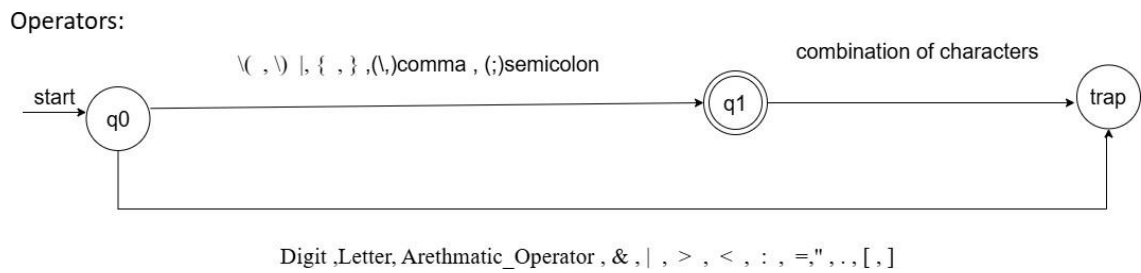 Operators:
combination of characters
\( , \) |, { , } ,(\,)comma , (;)semicolon
start
q0
q1
trap
Digit ,Letter, Arethmatic_Operator , & , | , > , < , : , =," , . , [ , ]